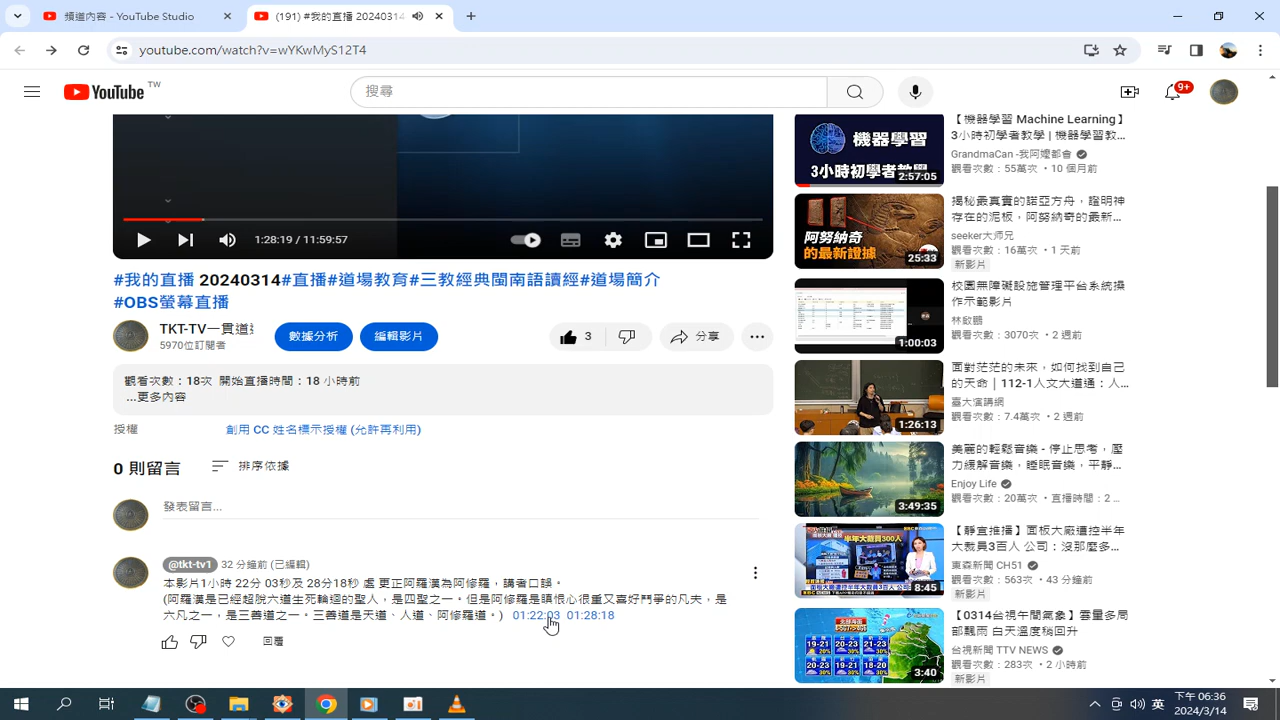 頻道內容 - YouTube Studio
(191) #我的直播 20240314
youtube.com/watch?v=wYKwMyS12T4
YouTube TW
搜尋
9+
1:28:19 / 11:59:57
#我的直播 20240314#直播#道場教育#三教經典閩南語讀經#道場簡介
#OBS螢幕直播
TKT-TV一貫道
5970位訂閱者
數據分析
編輯影片
3
分享
觀看次數：18次 開始直播時間：18 小時前
...更多內容
授權
創用 CC 姓名標示授權 (允許再利用)
0 則留言
排序依據
發表留言...
@tkt-tv1 32 分鐘前 (已編輯)
本影片1小時 22分 03秒及 28分18秒 處 更正阿羅漢為阿修羅，講者口誤。
(阿羅漢是已經解脫六道生死輪迴的聖人，是四聖之一。但是阿修羅是瞋恨心很重又喜好鬥爭的凡夫，是
六凡之一，是三善道之一。三善道是天道、人道、阿修羅道。) 01:22:03 01:28:18
回覆
機器學習
3小時初學者教學
2:57:05
【機器學習 Machine Learning】
3小時初學者教學 | 機器學習教...
GrandmaCan -我阿嬤都會
觀看次數：55萬次 • 10 個月前
阿努納奇
的最新證據
25:33
揭秘最真實的諾亞方舟，證明神
存在的泥板，阿努納奇的最新...
seeker大师兄
觀看次數：16萬次 • 1 天前
新影片
1:00:03
校園無障礙設施管理平台系統操
作示範影片
林敏鵬
觀看次數：3070次 • 2 週前
1:26:13
面對茫茫的未來，如何找到自己
的天命｜112-1人文大道通：人...
臺大演講網
觀看次數：7.4萬次 • 2 週前
3:49:35
美麗的輕鬆音樂 - 停止思考，壓
力緩解音樂，睡眠音樂，平靜...
Enjoy Life
觀看次數：20萬次 • 直播時間：2 ...
半年大裁員300人
8:45
【靜宜推播】面板大廠遭控半年
大裁員3百人 公司：沒那麼多...
東森新聞 CH51
觀看次數：563次 • 43 分鐘前
新影片
3:40
【0314台視午間氣象】雲量多局
部飄雨 白天溫度稍回升
台視新聞 TTV NEWS
觀看次數：283次 • 2 小時前
新影片
英
下午 06:36
2024/3/14